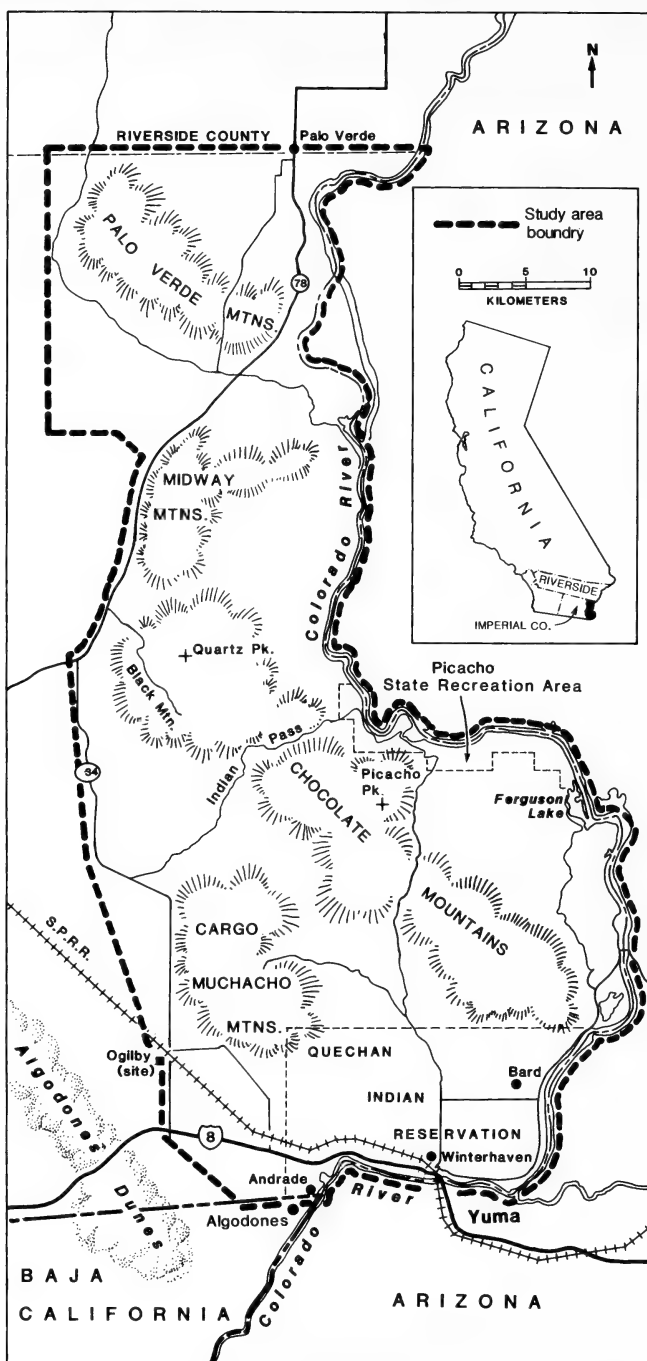 N
ARIZONA
RIVERSIDE COUNTY
Palo Verde
PALO VERDE
MTNS.
78
Study area
boundry
0 5 10
KILOMETERS
CALIFORNIA
RIVERSIDE
IMPERIAL CO.
MIDWAY
MTNS.
Colorado River
Quartz Pk.
Black Mtn.
Indian Pass
Picacho
State Recreation Area
CHOCOLATE
Picacho
Pk.
Ferguson
Lake
34
MOUNTAINS
CARGO
MUCHACHO
MTNS.
S.P.R.R.
Ogilby
(site)
QUECHAN
Bard
INDIAN
RESERVATION
Winterhaven
Algodones
Dunes
8
Andrade
Algodones
River
Yuma
Colorado
BAJA
CALIFORNIA
ARIZONA